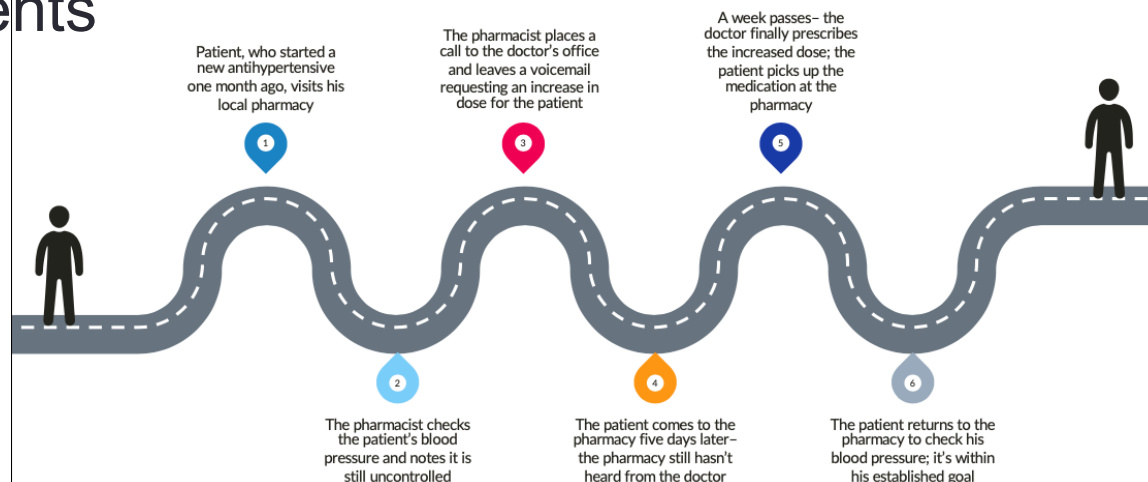 ents
Patient, who started a
new antihypertensive
one month ago, visits his
local pharmacy
1
The pharmacist checks
the patient's blood
pressure and notes it is
still uncontrolled
2
The pharmacist places a
call to the doctor's office
and leaves a voicemail
requesting an increase in
dose for the patient
3
The patient comes to the
pharmacy five days later–
the pharmacy still hasn't
heard from the doctor
4
A week passes– the
doctor finally prescribes
the increased dose; the
patient picks up the
medication at the
pharmacy
5
The patient returns to the
pharmacy to check his
blood pressure; it's within
his established goal
6